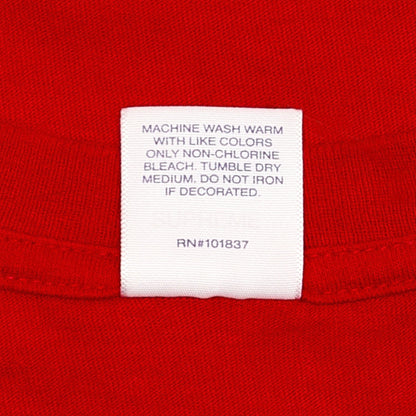 MACHINE WASH WARM
WITH LIKE COLORS
ONLY NON-CHLORINE
BLEACH. TUMBLE DRY
MEDIUM. DO NOT IRON
IF DECORATED.
RN#101837